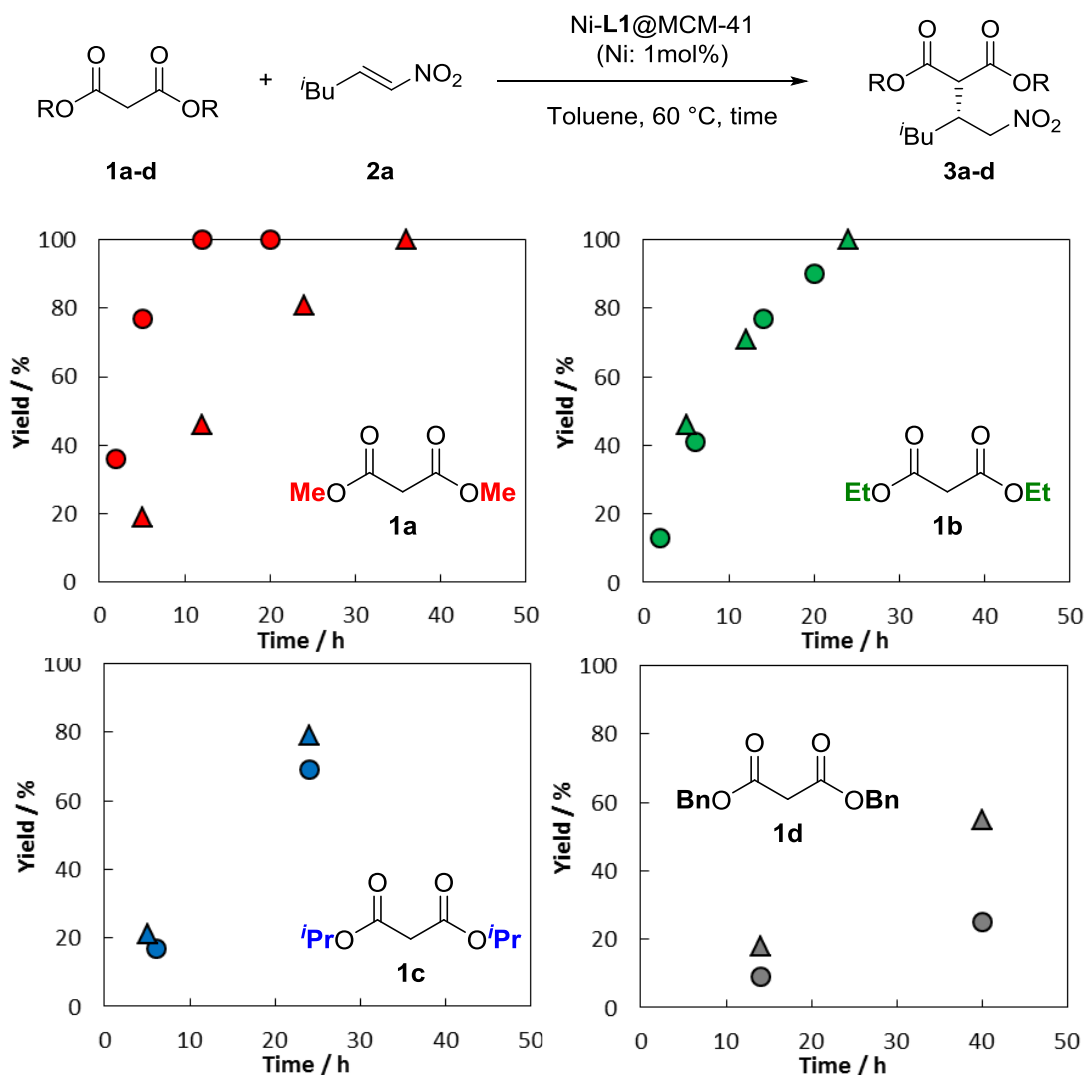 O O
RO OR
1a-d
+
iBu NO2
2a
Ni-L1@MCM-41
(Ni: 1mol%)
Toluene, 60 °C, time
O O
RO OR
iBu NO2
3a-d
Yield / %
100
80
60
40
20
0
O O
MeO OMe
1a
0 10 20 30 40 50
Time / h
Yield / %
100
80
60
40
20
0
O O
EtO OEt
1b
0 10 20 30 40 50
Time / h
Yield / %
100
80
60
40
20
0
O O
iPrO OiPr
1c
0 10 20 30 40 50
Time / h
Yield / %
100
80
60
40
20
0
O O
BnO OBn
1d
0 10 20 30 40 50
Time / h